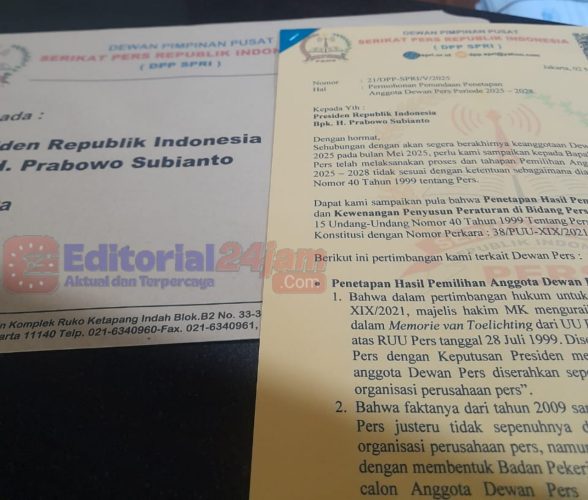 DEWAN PIMPINAN PUSAT
SERIKAT PERS REPUBLIK INDON
( DPP SPRI )
ada :
iden Republik Indonesia
H. Prabowo Subianto
a
n Komplek Ruko Ketapang Indah Blok.B2 No. 33-3
arta 11140 Telp. 021-6340960-Fax. 021-6340961,
Editorial24jam
Aktual dan Terpercaya
.Com
DEWAN PIMPINAN PUSAT
SERIKAT PERS REPUBLIK INDONESIA
( DPP SPRI )
Jakarta, 02
Nomor : 21/DPP-SPRI/V/2025
Hal : Permohonan Penundaan Penetapan
Anggota Dewan Pers Periode 2025 – 2028
Kepada Yth :
Presiden Republik Indonesia
Bpk. H. Prabowo Subianto
Dengan hormat,
Sehubungan dengan akan segera berakhirnya keanggotaan Dew
2025 pada bulan Mei 2025, perlu kami sampaikan kepada Bapa
Pers telah melaksanakan proses dan tahapan Pemilihan Ang
2025 – 2028 tidak sesuai dengan ketentuan sebagaimana dia
Nomor 40 Tahun 1999 tentang Pers.
Dapat kami sampaikan pula bahwa Penetapan Hasil Pen
dan Kewenangan Penyusun Peraturan di Bidang Pers
15 Undang-Undang Nomor 40 Tahun 1999 Tentang Pers
Konstitusi dengan Nomor Perkara : 38/PUU-XIX/2021
Berikut ini pertimbangan kami terkait Dewan Pers :
• Penetapan Hasil Pemilihan Anggota Dewan
1. Bahwa dalam pertimbangan hukum untu
XIX/2021, majelis hakim MK mengurai
dalam Memorie van Toelichting dari UU
atas RUU Pers tanggal 28 Juli 1999. Dise
Pers dengan Keputusan Presiden me
anggota Dewan Pers diserahkan sepe
organisasi perusahaan pers".
2. Bahwa faktanya dari tahun 2009 sam
Pers justeru tidak sepenuhnya d
organisasi perusahaan pers, namu
dengan membentuk Badan Pekerj
calon Anggota Dewan Pers